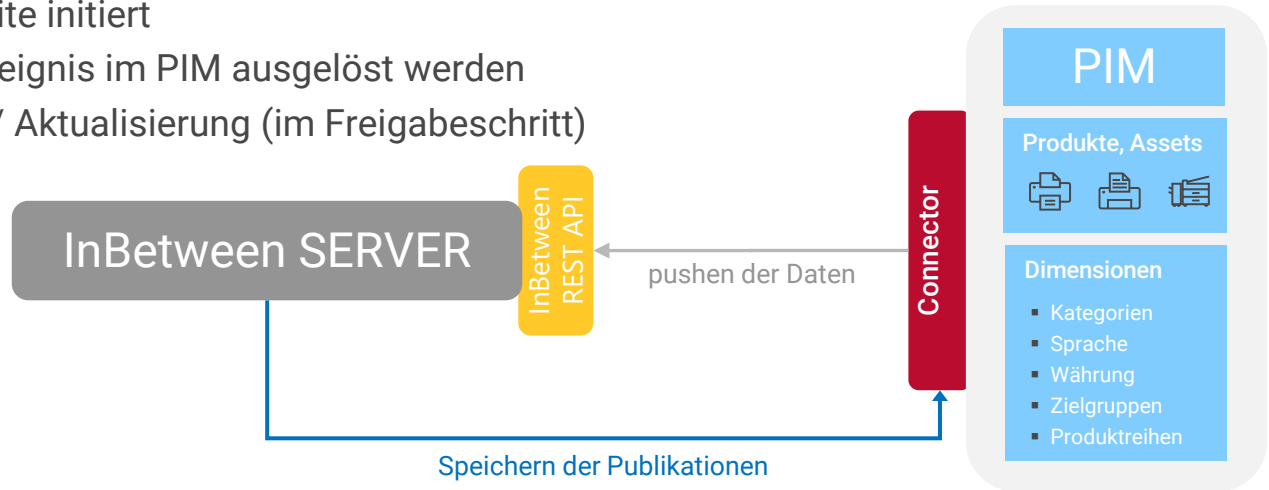 ite initiert
eignis im PIM ausgelöst werden
/ Aktualisierung (im Freigabeschritt)
InBetween SERVER
InBetween
REST API
pushen der Daten
Speichern der Publikationen
Connector
PIM
Produkte, Assets
Dimensionen
▪ Kategorien
▪ Sprache
▪ Währung
▪ Zielgruppen
▪ Produktreihen